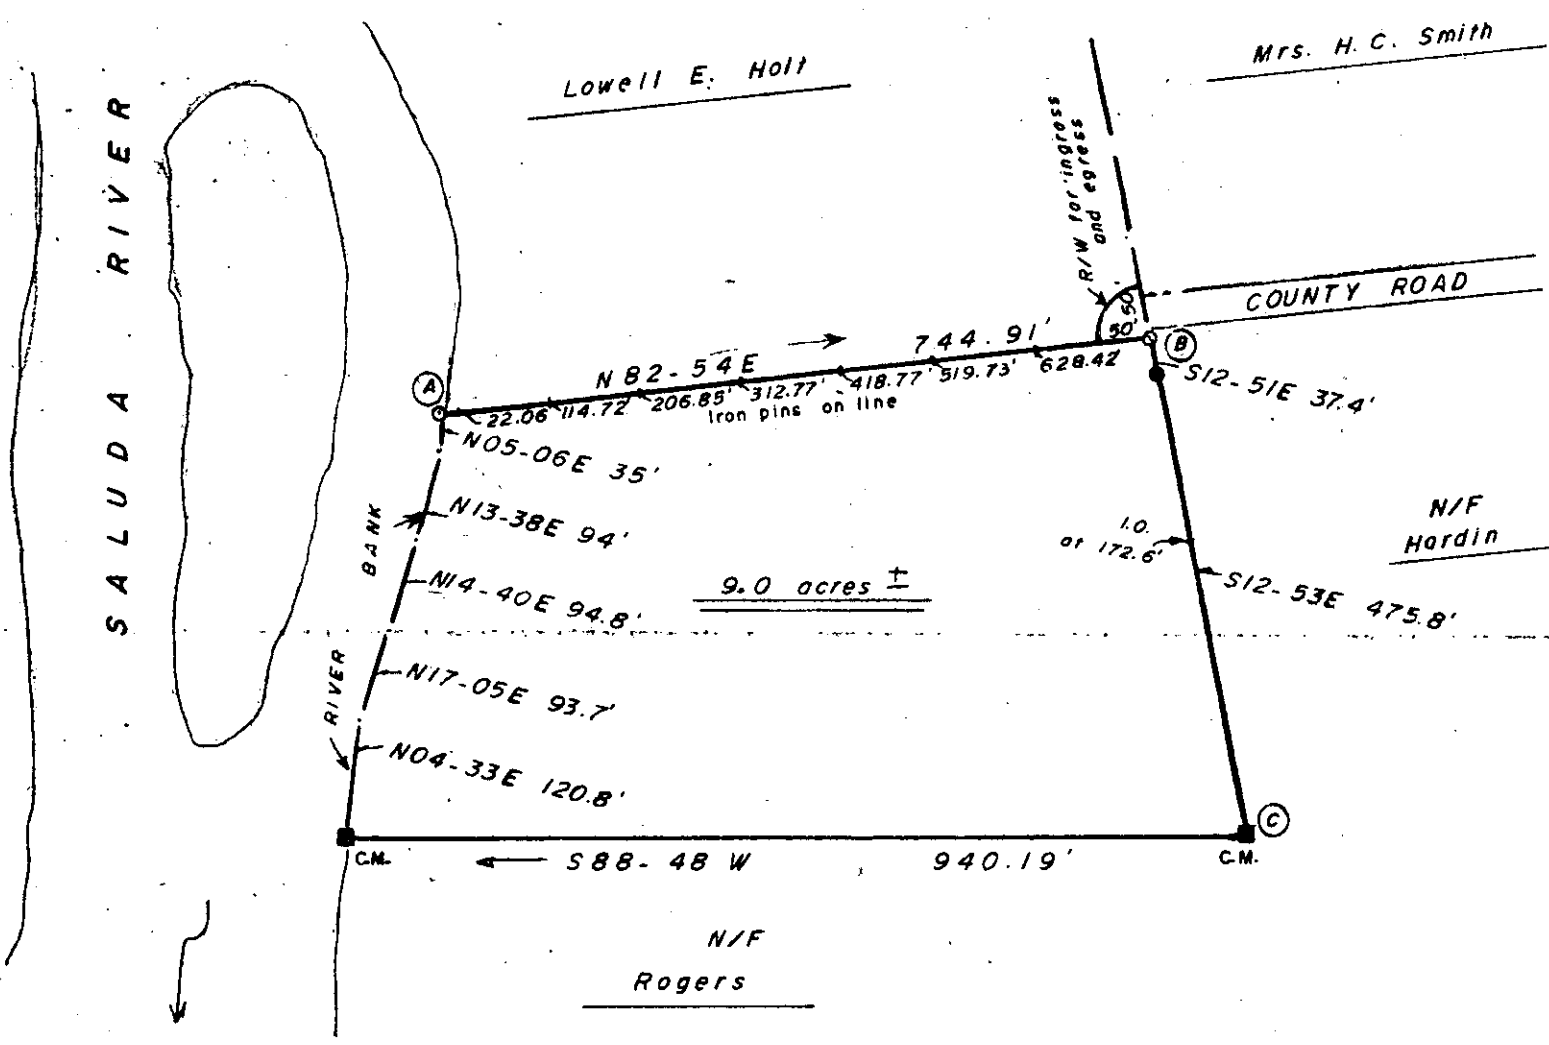 Lowell E. Holt
Mrs. H. C. Smith
SALUDA RIVER
R/W for ingross
and egress
50'
50'
COUNTY ROAD
A
N 82-54 E
744.91'
B
22.06
114.72'
206.85'
312.77'
418.77'
519.73'
628.42'
Iron pins on line
S12-51E 37.4'
N05-06E 35'
N13-38E 94'
BANK
N14-40E 94.8'
9.0 acres ±
I.O.
at 172.6'
N/F
Hardin
S12-53E 475.8'
RIVER
N17-05E 93.7'
N04-33E 120.8'
C
C.M.
S88-48 W
940.19'
C.M.
N/F
Rogers